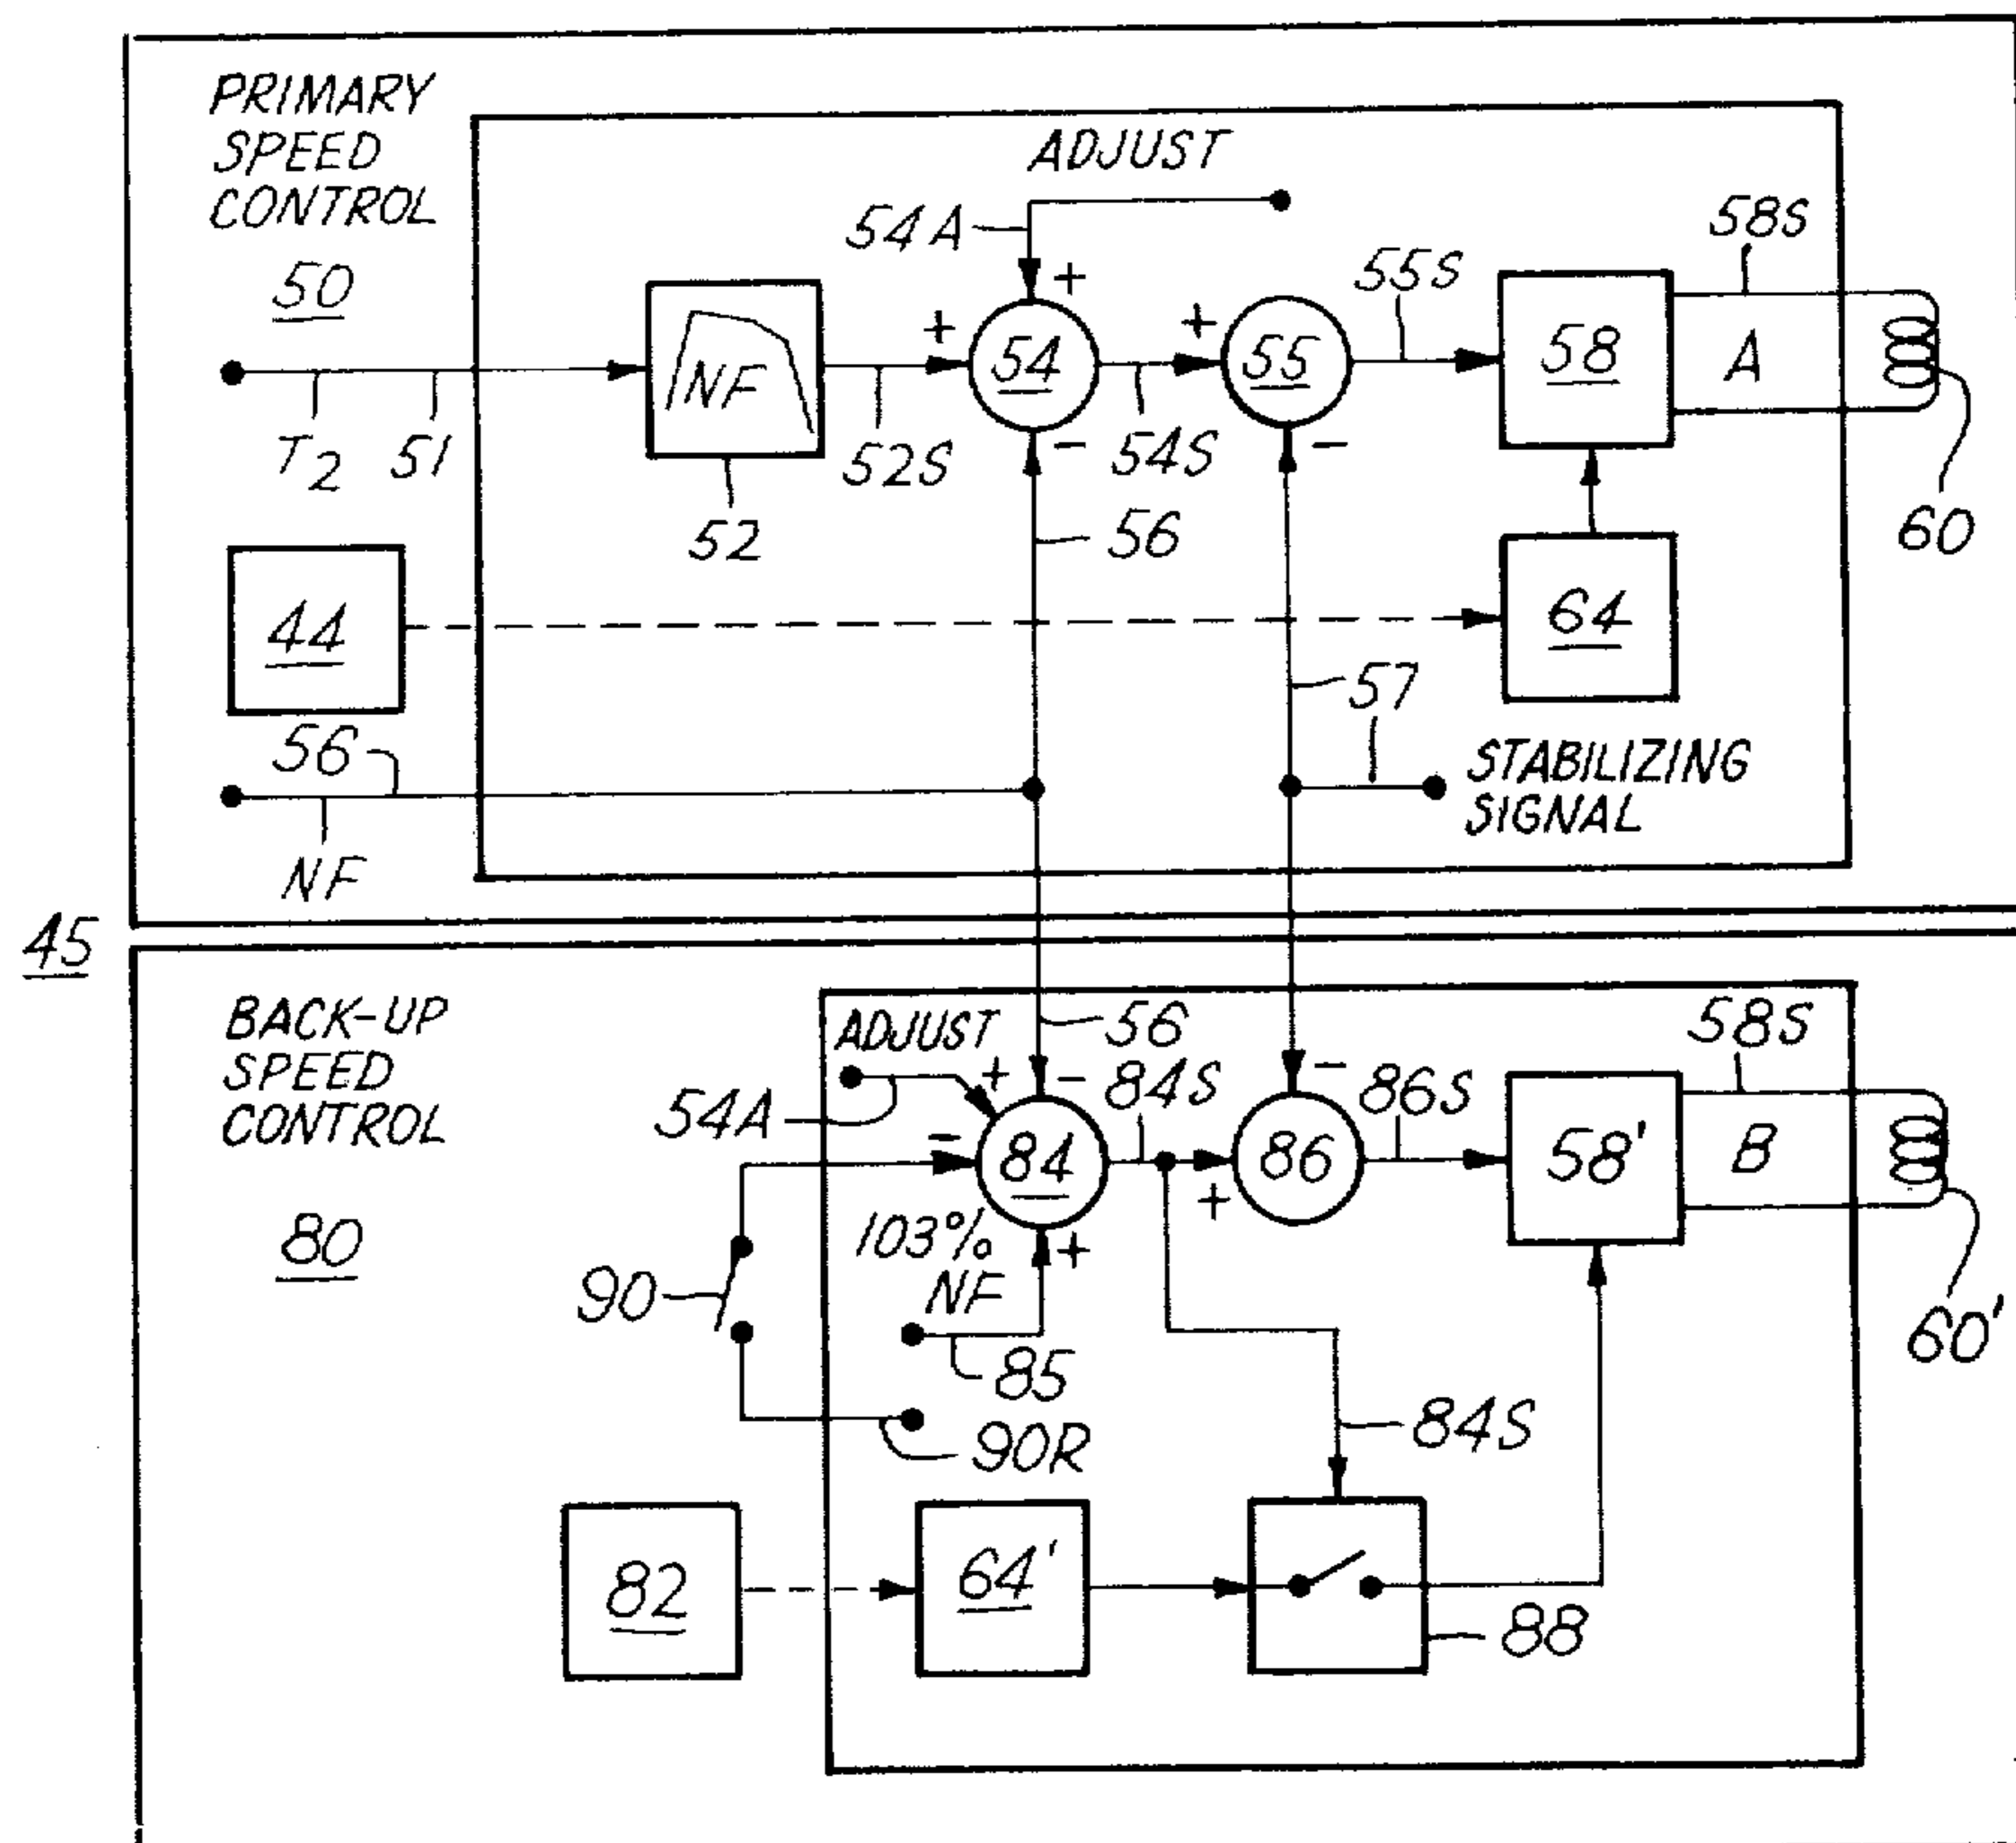 PRIMARY
SPEED
CONTROL
50
ADJUST
54A
+
58S
55S
+
+
NF
54
55
58
A
T2
51
52S
-
54S
-
52
56
60
44
64
57
56
STABILIZING
SIGNAL
NF
45
BACK-UP
SPEED
CONTROL
80
ADJUST
56
58S
54A
+
-
84S
-
86S
-
84
86
58'
B
+
103%
NF
+
90
85
60'
90R
84S
82
64'
88